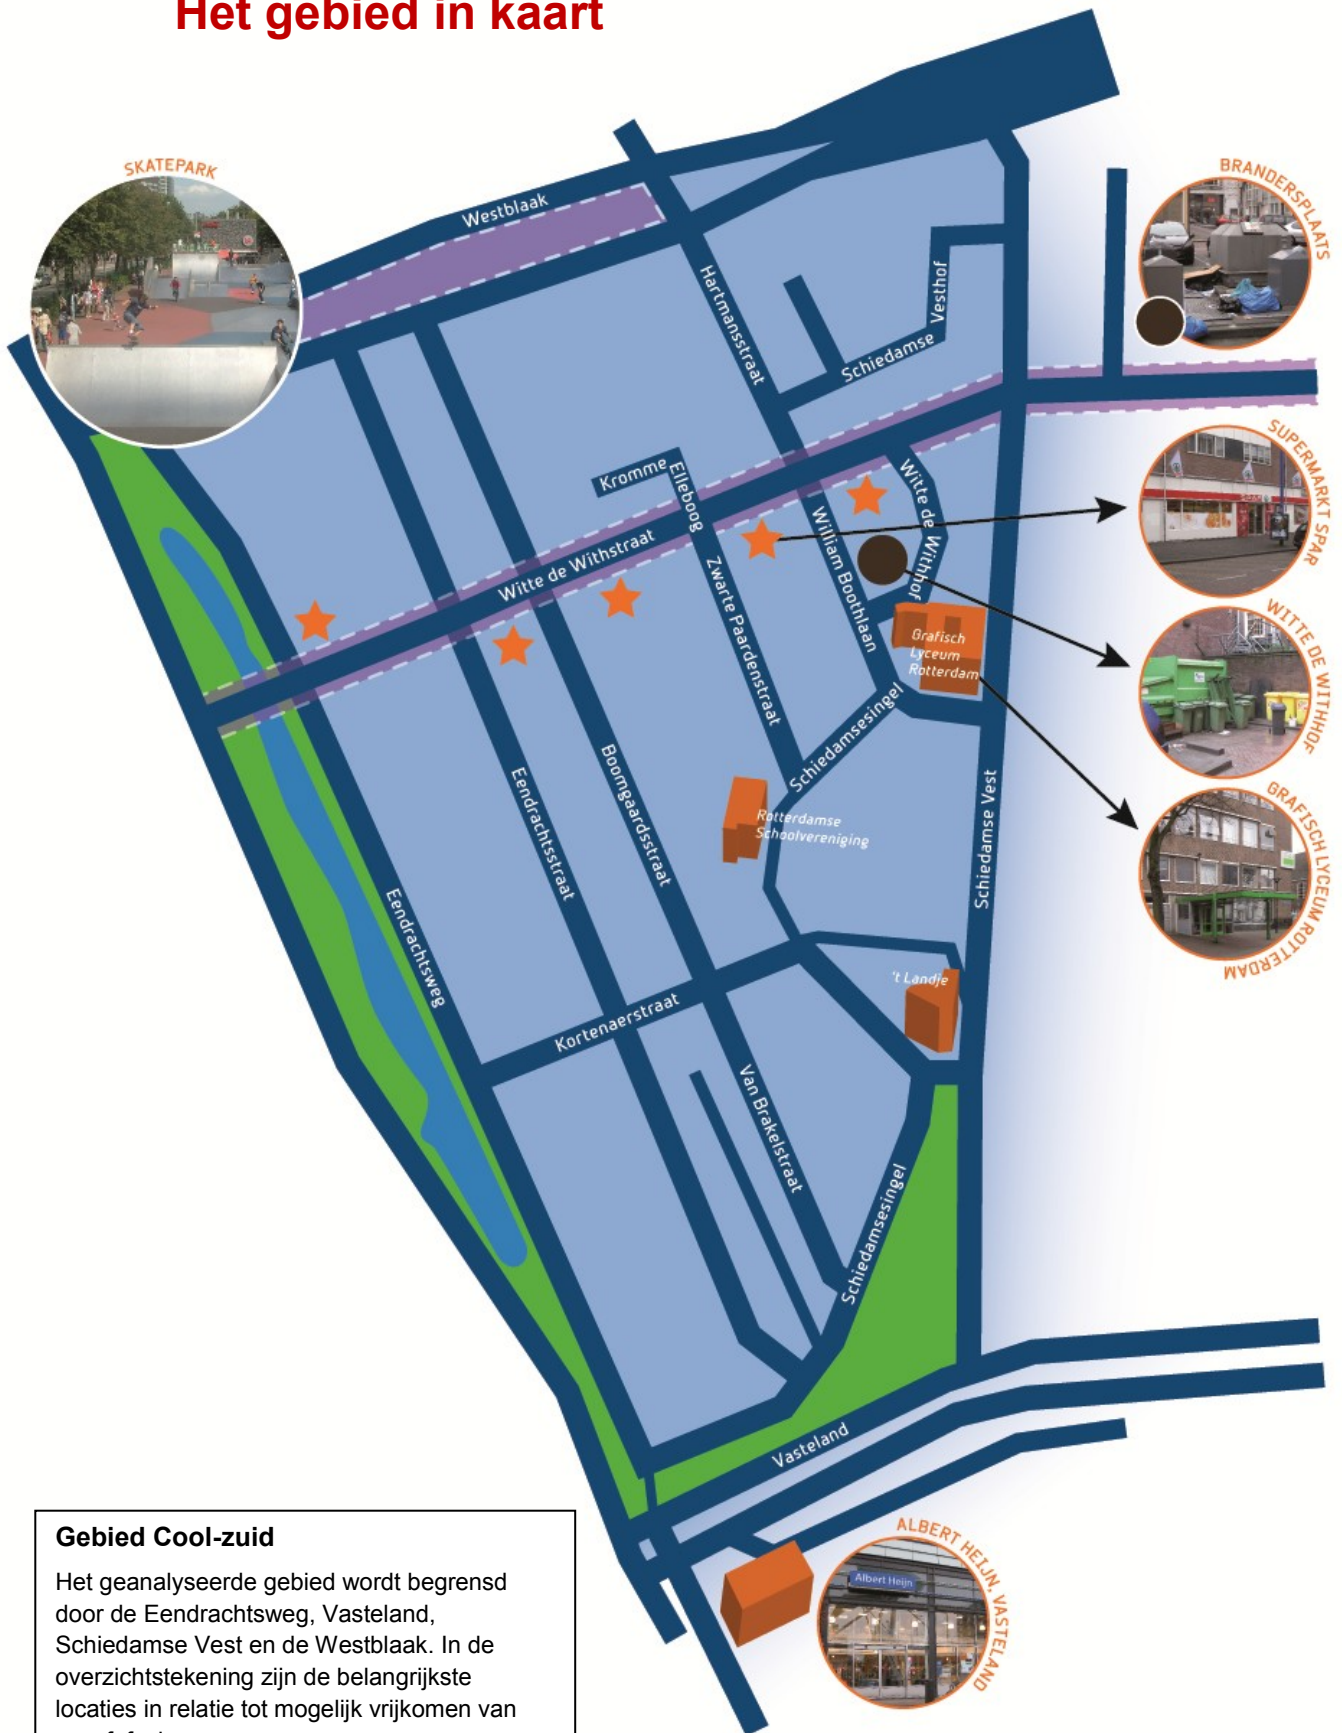 Het gebied in kaart
SKATEPARK
Westblaak
BRANDERSPLAATS
Hartmansstraat
Vesthof
Schiedamse
SUPERMARKT SPAR
Kromme
Elleboog
Witte de Withhof
Witte de Withstraat
William Boothlaan
Zwarte Paardenstraat
WITTE DE WITHHOF
Grafisch
Lyceum
Rotterdam
Schiedamsesingel
Eendrachtsstraat
Boomgaardsstraat
Schiedamse Vest
Rotterdamse
Schoolvereniging
GRAFISCH LYCEUM ROTTERDAM
Eendrachtsweg
't Landje
Kortenaerstraat
Van Brakelstraat
Schiedamsesingel
Vasteland
ALBERT HEIJN, VASTELAND
Albert Heijn
Gebied Cool-zuid
Het geanalyseerde gebied wordt begrensd
door de Eendrachtsweg, Vasteland,
Schiedamse Vest en de Westblaak. In de
overzichtstekening zijn de belangrijkste
locaties in relatie tot mogelijk vrijkomen van